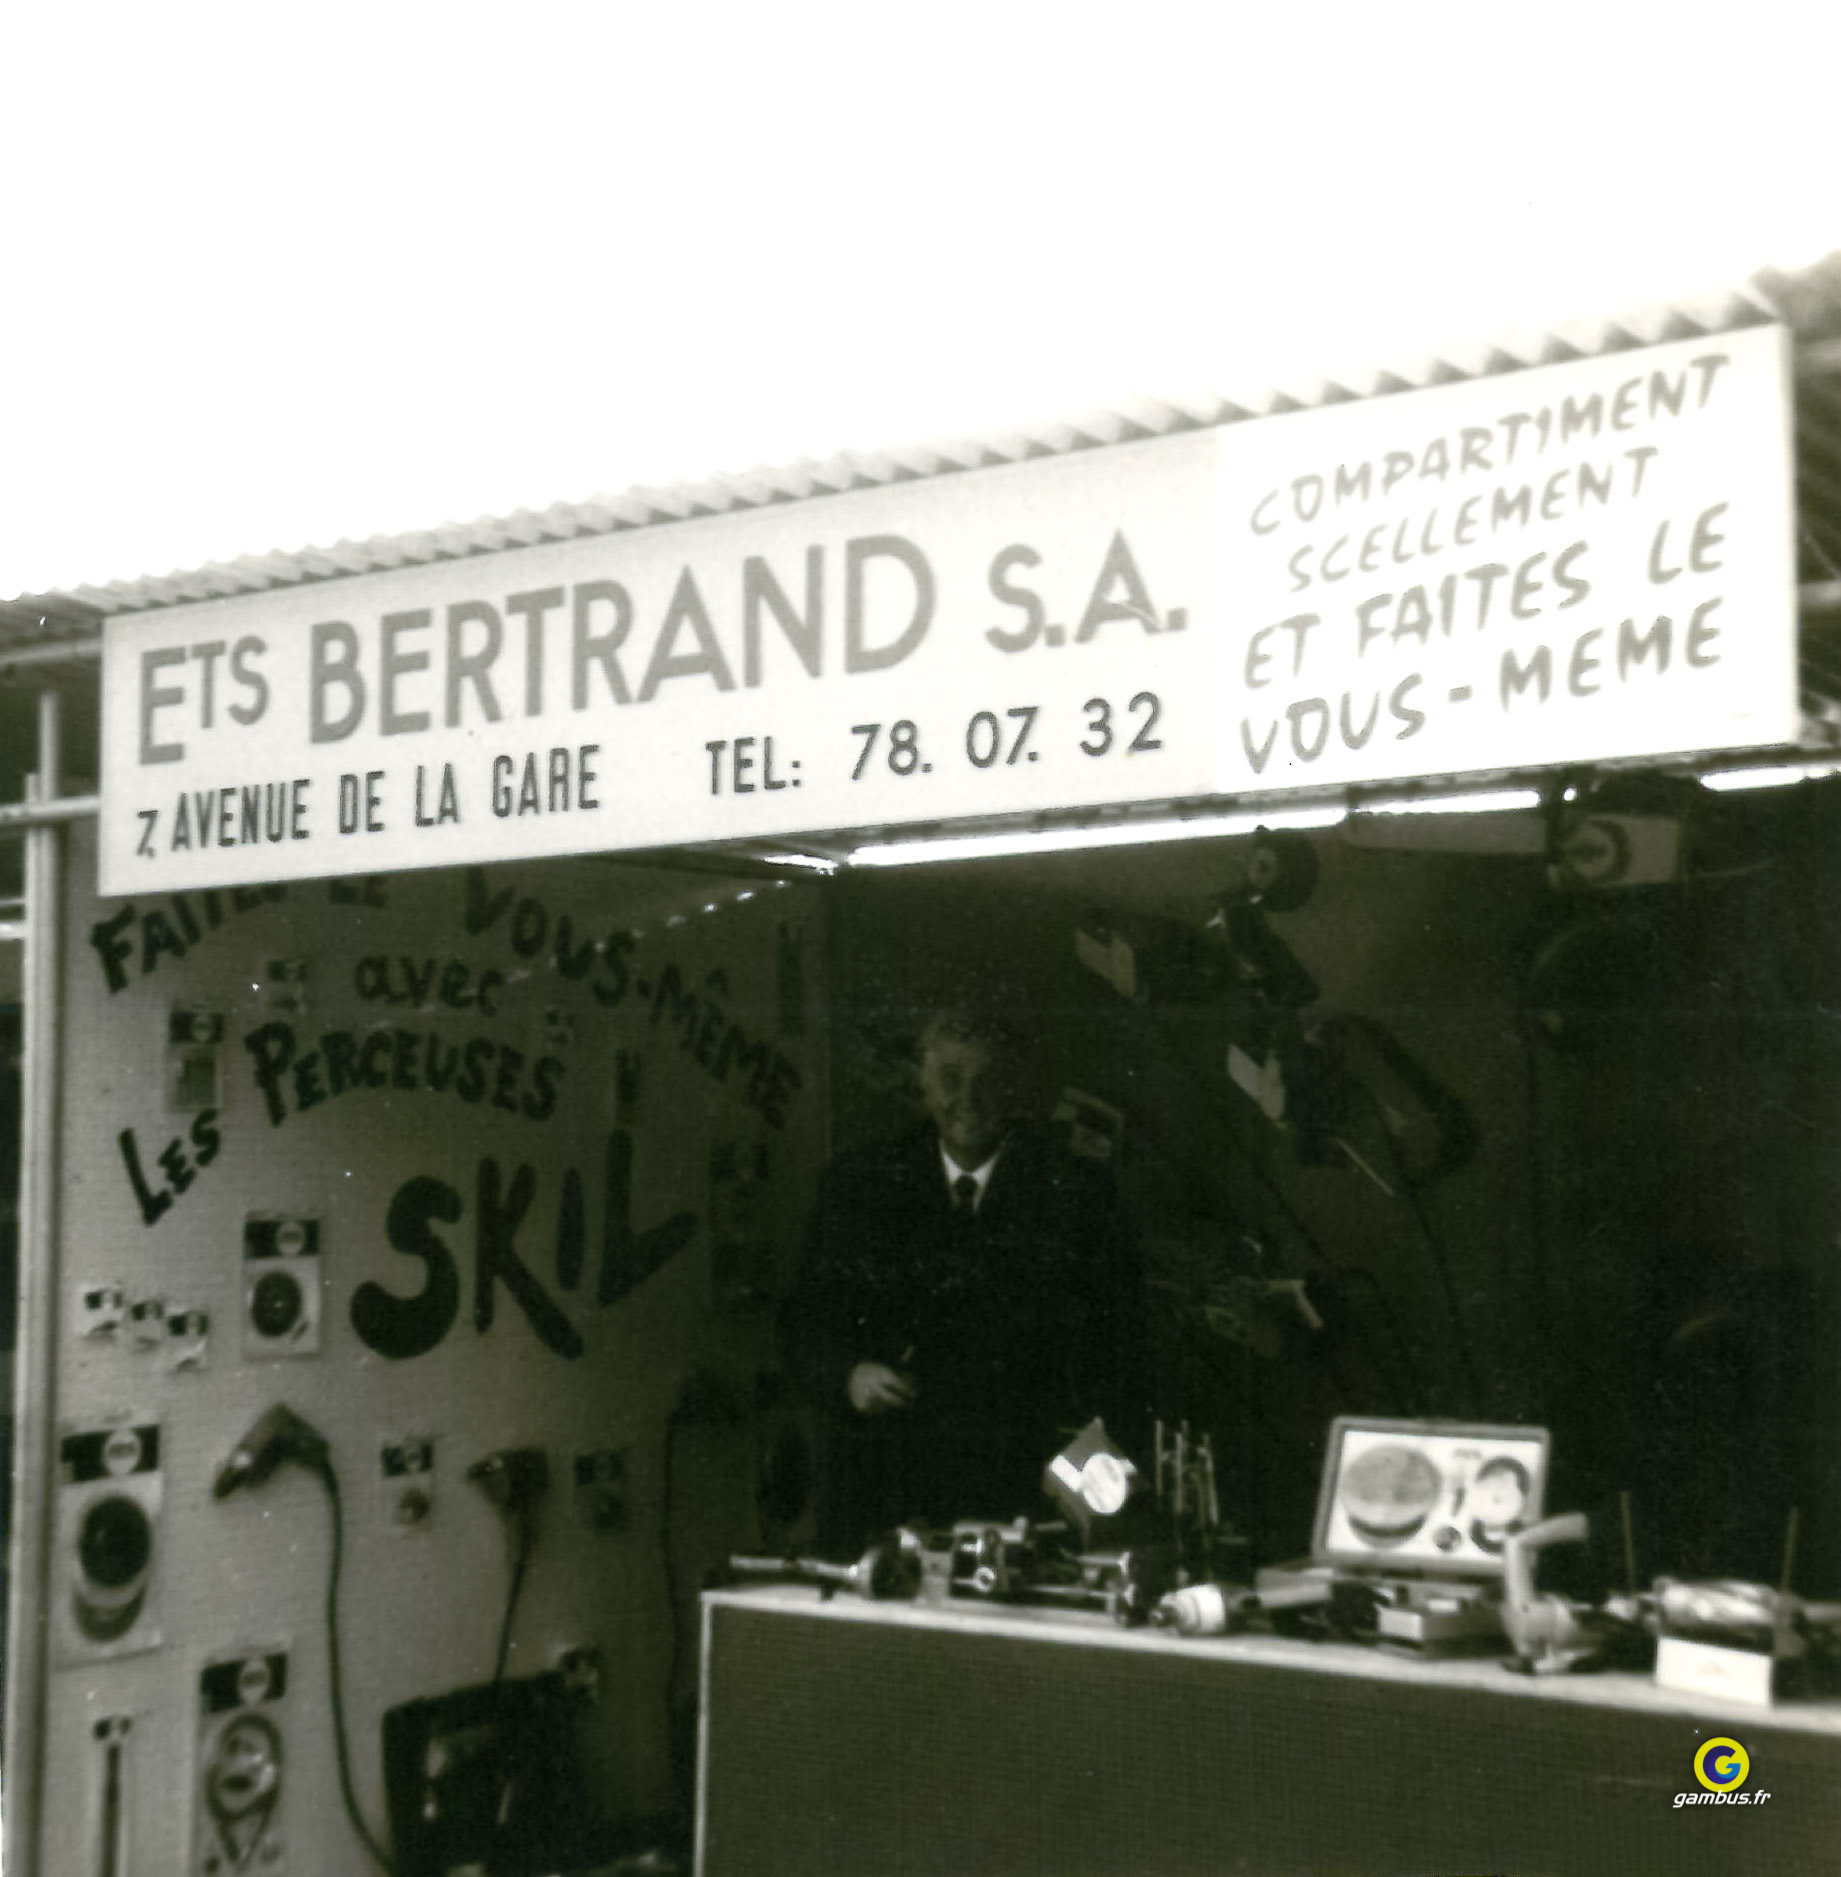 ETS BERTRAND S.A.
7, AVENUE DE LA GARE TEL: 78. 07. 32
COMPARTIMENT
SCELLEMENT
ET FAITES LE
VOUS-MEME
FAITES LE VOUS-MÊME
avec
LES PERCEUSES
SKIL
G
gambus.fr